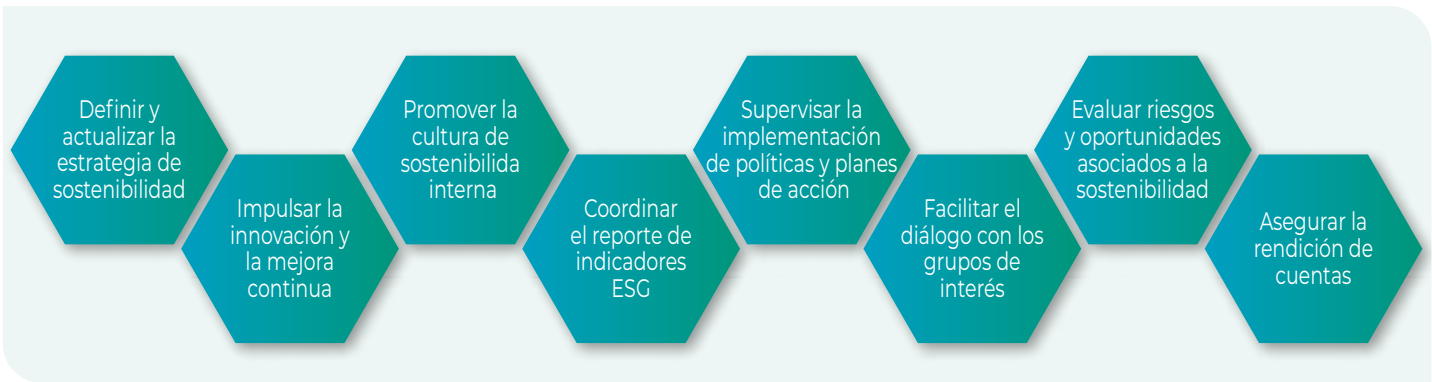 Definir y
actualizar la
estrategia de
sostenibilidad
Impulsar la
innovación y
la mejora
continua
Promover la
cultura de
sostenibilida
interna
Coordinar
el reporte de
indicadores
ESG
Supervisar la
implementación
de políticas y planes
de acción
Facilitar el
diálogo con los
grupos de
interés
Evaluar riesgos
y oportunidades
asociados a la
sostenibilidad
Asegurar la
rendición de
cuentas